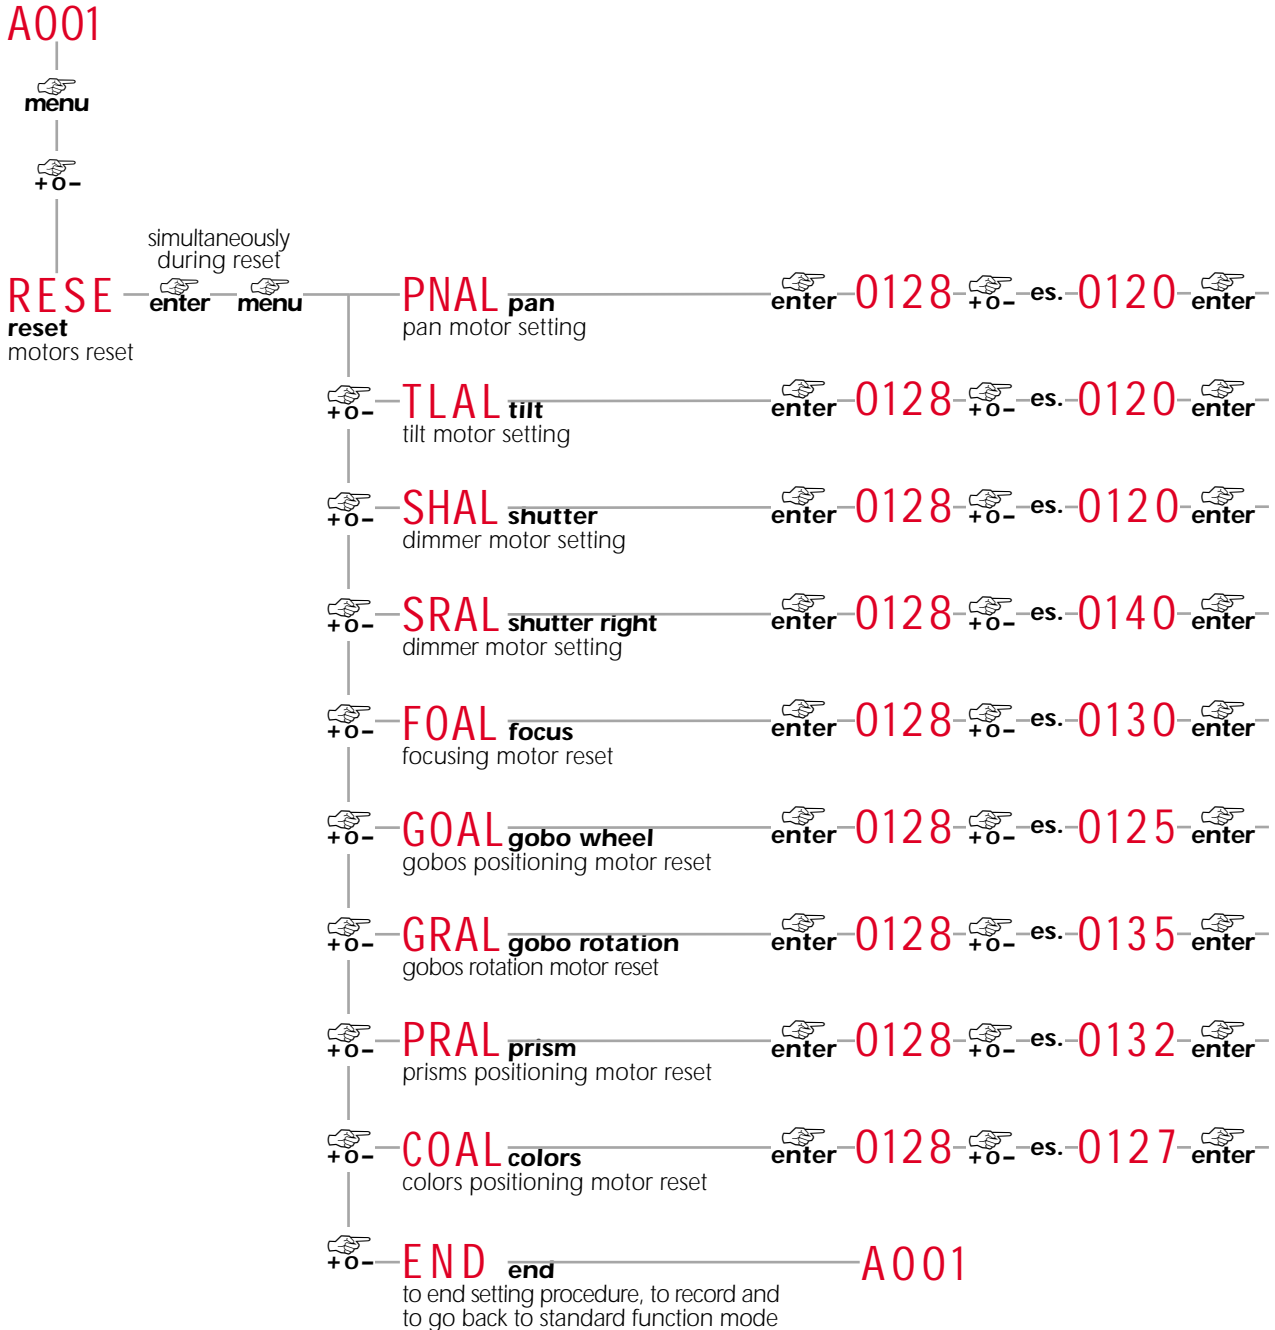 A001
menu
+o-
simultaneously
during reset
RESE enter menu PNAL pan enter 0128 +o- es. 0120 enter
reset
motors reset
pan motor setting
+o- TLAL tilt enter 0128 +o- es. 0120 enter
tilt motor setting
+o- SHAL shutter enter 0128 +o- es. 0120 enter
dimmer motor setting
+o- SRAL shutter right enter 0128 +o- es. 0140 enter
dimmer motor setting
+o- FOAL focus enter 0128 +o- es. 0130 enter
focusing motor reset
+o- GOAL gobo wheel enter 0128 +o- es. 0125 enter
gobos positioning motor reset
+o- GRAL gobo rotation enter 0128 +o- es. 0135 enter
gobos rotation motor reset
+o- PRAL prism enter 0128 +o- es. 0132 enter
prisms positioning motor reset
+o- COAL colors enter 0128 +o- es. 0127 enter
colors positioning motor reset
+o- END end A001
to end setting procedure, to record and
to go back to standard function mode